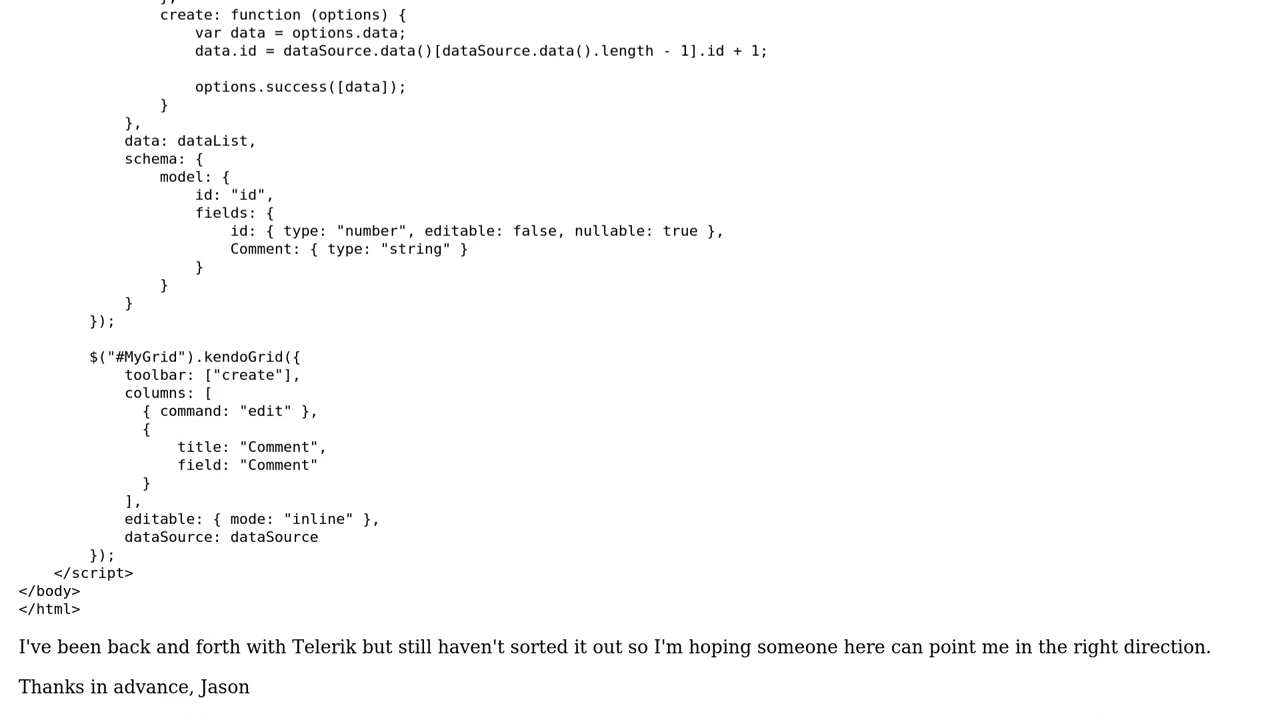 },
create: function (options) {
var data = options.data;
data.id = dataSource.data()[dataSource.data().length - 1].id + 1;
options.success([data]);
}
},
data: dataList,
schema: {
model: {
id: "id",
fields: {
id: { type: "number", editable: false, nullable: true },
Comment: { type: "string" }
}
}
}
});
$("#MyGrid").kendoGrid({
toolbar: ["create"],
columns: [
{ command: "edit" },
{
title: "Comment",
field: "Comment"
}
],
editable: { mode: "inline" },
dataSource: dataSource
});
</script>
</body>
</html>
I've been back and forth with Telerik but still haven't sorted it out so I'm hoping someone here can point me in the right direction.
Thanks in advance, Jason